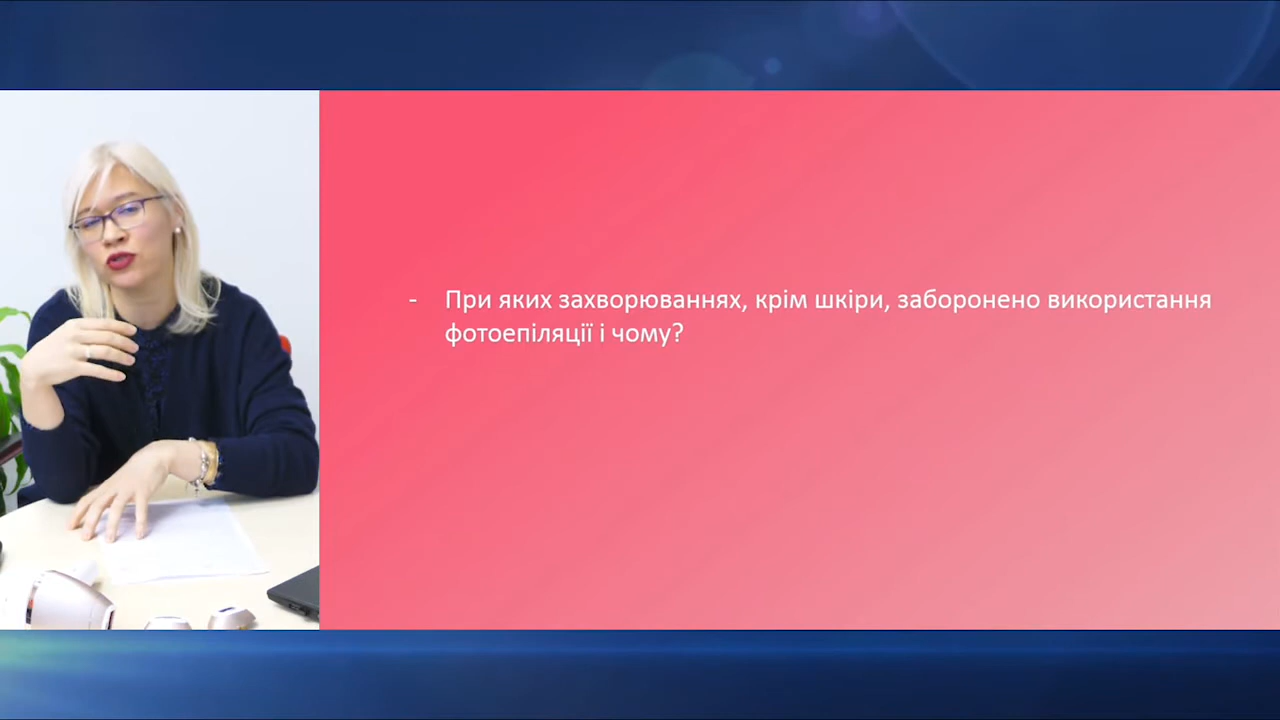 - При яких захворюваннях, крім шкіри, заборонено використання
фотоепіляції і чому?